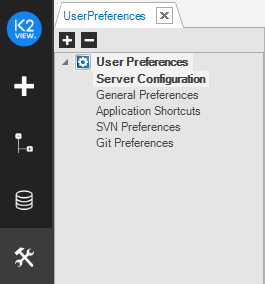 K2
VIEW
UserPreferences
User Preferences
Server Configuration
General Preferences
Application Shortcuts
SVN Preferences
Git Preferences